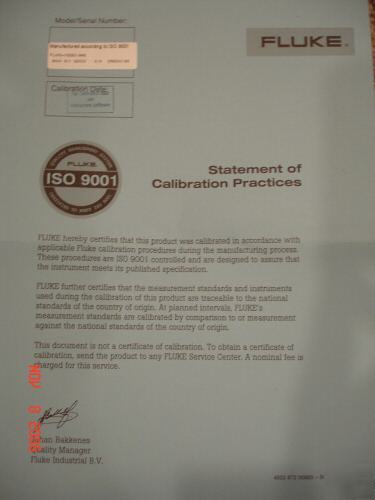 Model/Serial Number:
Manufactured according to ISO 9001
FLUKE
Calibration Date:
FLUKE
ISO 9001
Statement of
Calibration Practices
FLUKE hereby certifies that this product was calibrated in accordance with
applicable Fluke calibration procedures during the manufacturing process.
These procedures are ISO 9001 controlled and are designed to assure that
the instrument meets its published specification.
FLUKE further certifies that the measurement standards and instruments
used during the calibration of this product are traceable to the national
standards of the country of origin. At planned intervals, FLUKE's
measurement standards are calibrated by comparison to or measurement
against the national standards of the country of origin.
This document is not a certificate of calibration. To obtain a certificate of
calibration, send the product to any FLUKE Service Center. A nominal fee is
charged for this service.
NOV 8
Bakkenes
Quality Manager
Fluke Industrial B.V.